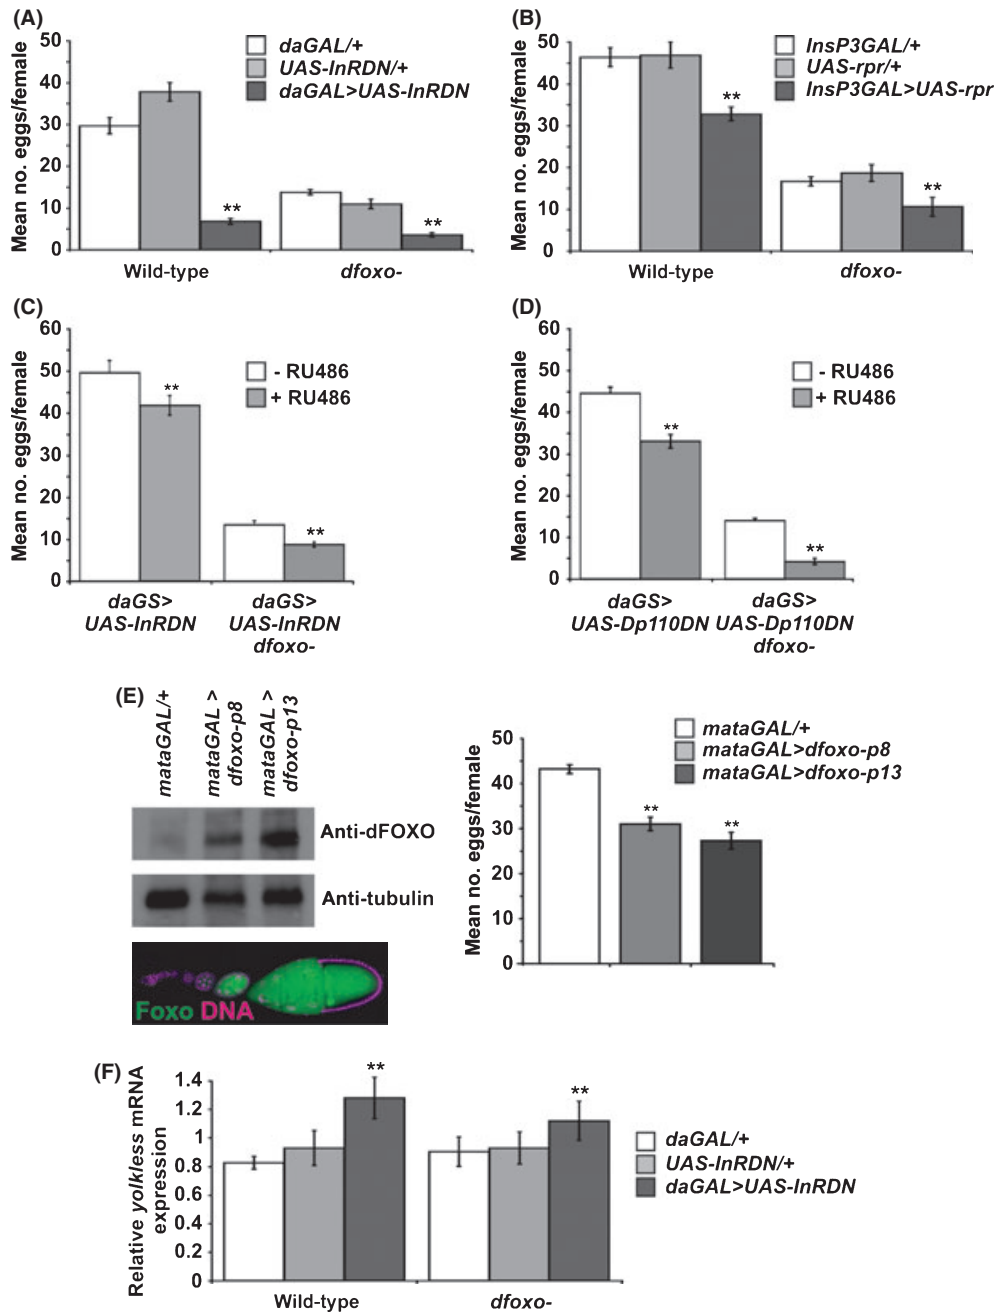 (A)
Mean no. eggs/female
50
40
30
20
10
0
daGAL/+
UAS-InRDN/+
daGAL>UAS-InRDN
**
**
Wild-type
dfoxo-
(B)
Mean no. eggs/female
50
40
30
20
10
0
InsP3GAL/+
UAS-rpr/+
InsP3GAL>UAS-rpr
**
**
Wild-type
dfoxo-
(C)
Mean no. eggs/female
60
50
40
30
20
10
0
- RU486
+ RU486
**
**
daGS>
UAS-InRDN
daGS>
UAS-InRDN
dfoxo-
(D)
Mean no. eggs/female
60
50
40
30
20
10
0
- RU486
+ RU486
**
**
daGS>
UAS-Dp110DN
daGS>
UAS-Dp110DN
dfoxo-
(E)
mataGAL/+
mataGAL >
dfoxo-p8
mataGAL >
dfoxo-p13
Anti-dFOXO
Anti-tubulin
Foxo DNA
Mean no. eggs/female
50
40
30
20
10
0
mataGAL/+
mataGAL>dfoxo-p8
mataGAL>dfoxo-p13
**
**
(F)
Relative yolkless mRNA
expression
1.4
1.2
1
0.8
0.6
0.4
0.2
0
**
**
daGAL/+
UAS-InRDN/+
daGAL>UAS-InRDN
Wild-type
dfoxo-